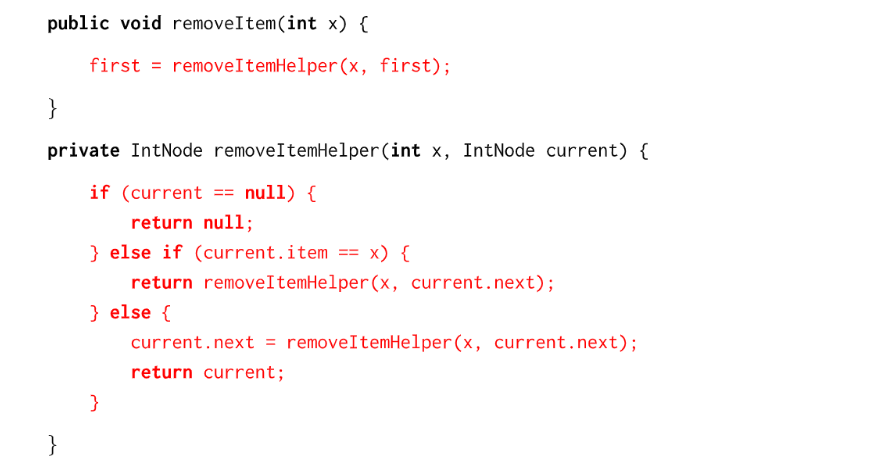 public void removeItem(int x) {
first = removeItemHelper(x, first);
}
private IntNode removeItemHelper(int x, IntNode current) {
if (current == null) {
return null;
} else if (current.item == x) {
return removeItemHelper(x, current.next);
} else {
current.next = removeItemHelper(x, current.next);
return current;
}
}